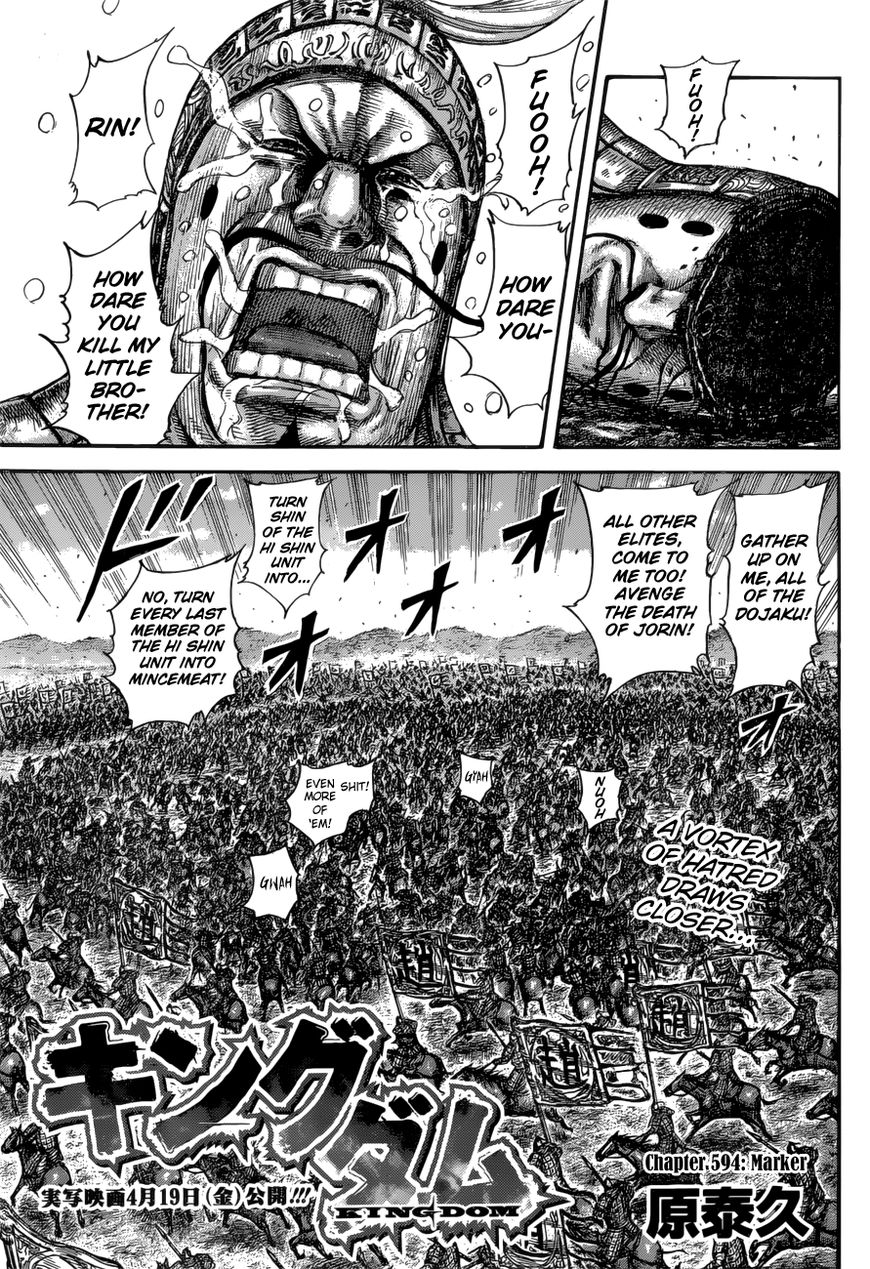 FUOH!
FUOOH!
HOW
DARE
YOU-
RIN!
HOW
DARE
YOU
KILL MY
LITTLE
BRO-
THER!
GATHER
UP ON
ME, ALL
OF THE
DOJAKU!
ALL OTHER
ELITES,
COME TO
ME TOO!
AVENGE
THE DEATH
OF JORIN!
TURN
SHIN
OF THE
HI SHIN
UNIT
INTO...
NO, TURN
EVERY LAST
MEMBER OF
THE HI SHIN
UNIT INTO
MINCEMEAT!
ドオオオオ
NUOH
GYAH
SHIT!
EVEN
MORE
OF
'EM!
GWAH
A VORTEX
OF HATRED
DRAWS
CLOSER...
趙
趙
趙
趙
キングダム
KINGDOM
実写映画4月19日(金)公開!!!
Chapter 594: Marker
原泰久